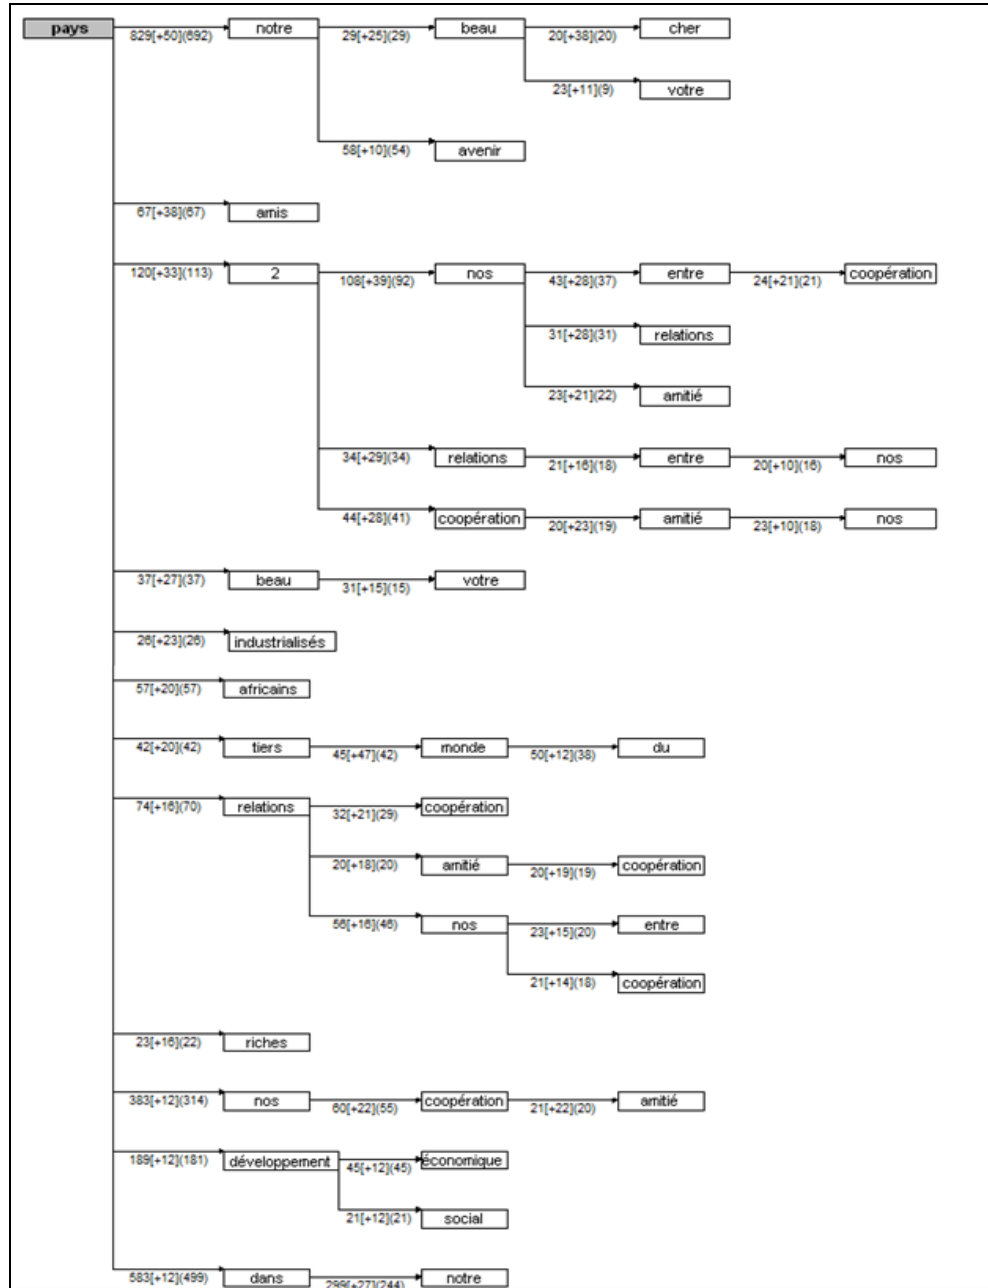 pays notre beau cher
829[+50](692) 29[+25](29) 20[+38](20)
votre
23[+11](9)
avenir
58[+10](54)
amis
67[+38](67)
2 nos entre coopération
120[+33](113) 108[+39](92) 43[+28](37) 24[+21](21)
relations
31[+28](31)
amitié
23[+21](22)
relations entre nos
34[+29](34) 21[+16](18) 20[+10](16)
coopération amitié nos
44[+28](41) 20[+23](19) 23[+10](18)
beau votre
37[+27](37) 31[+15](15)
industrialisés
26[+23](26)
africains
57[+20](57)
tiers monde du
42[+20](42) 45[+47](42) 50[+12](38)
relations coopération
74[+16](70) 32[+21](29)
amitié coopération
20[+18](20) 20[+19](19)
nos entre
56[+16](46) 23[+15](20)
coopération
21[+14](18)
riches
23[+16](22)
nos coopération amitié
383[+12](314) 60[+22](55) 21[+22](20)
développement économique
189[+12](181) 45[+12](45)
social
21[+12](21)
dans notre
583[+12](499) 299[+27](244)